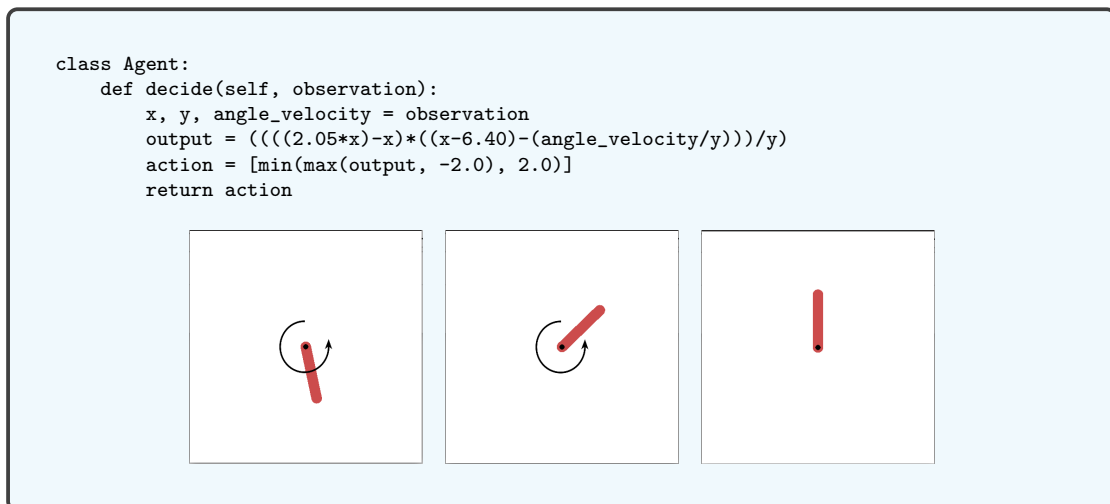 class Agent:
    def decide(self, observation):
        x, y, angle_velocity = observation
        output = ((((2.05*x)-x)*((x-6.40)-(angle_velocity/y)))/y)
        action = [min(max(output, -2.0), 2.0)]
        return action